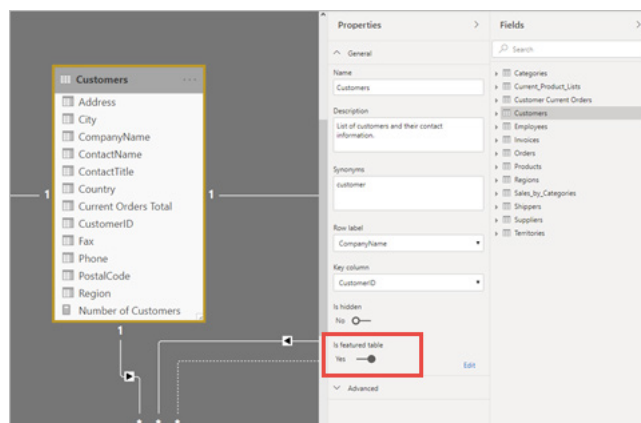 Customers
Address
City
CompanyName
ContactName
ContactTitle
Country
Current Orders Total
CustomerID
Fax
Phone
PostalCode
Region
Number of Customers
1
1
1
Properties
General
Name
Customers
Description
List of customers and their contact
information.
Synonyms
customer
Row label
CompanyName
Key column
CustomerID
Is hidden
No
Is featured table
Yes
Edit
Advanced
Fields
Search
Categories
Current_Product_Lists
Customer Current Orders
Customers
Employees
Invoices
Orders
Products
Regions
Sales_by_Categories
Shippers
Suppliers
Territories